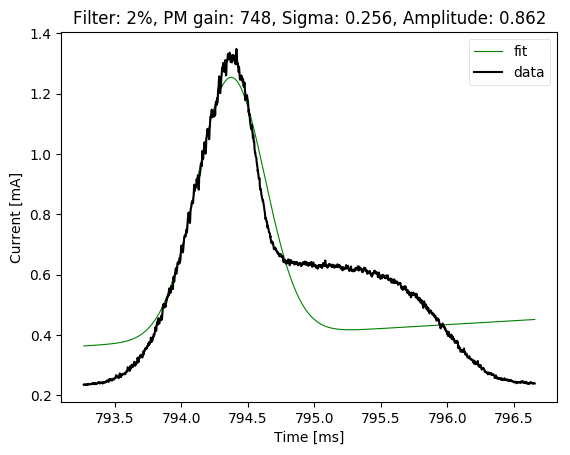 Filter: 2%, PM gain: 748, Sigma: 0.256, Amplitude: 0.862
fit
data
Current [mA]
1.4
1.2
1.0
0.8
0.6
0.4
0.2
793.5 794.0 794.5 795.0 795.5 796.0 796.5
Time [ms]